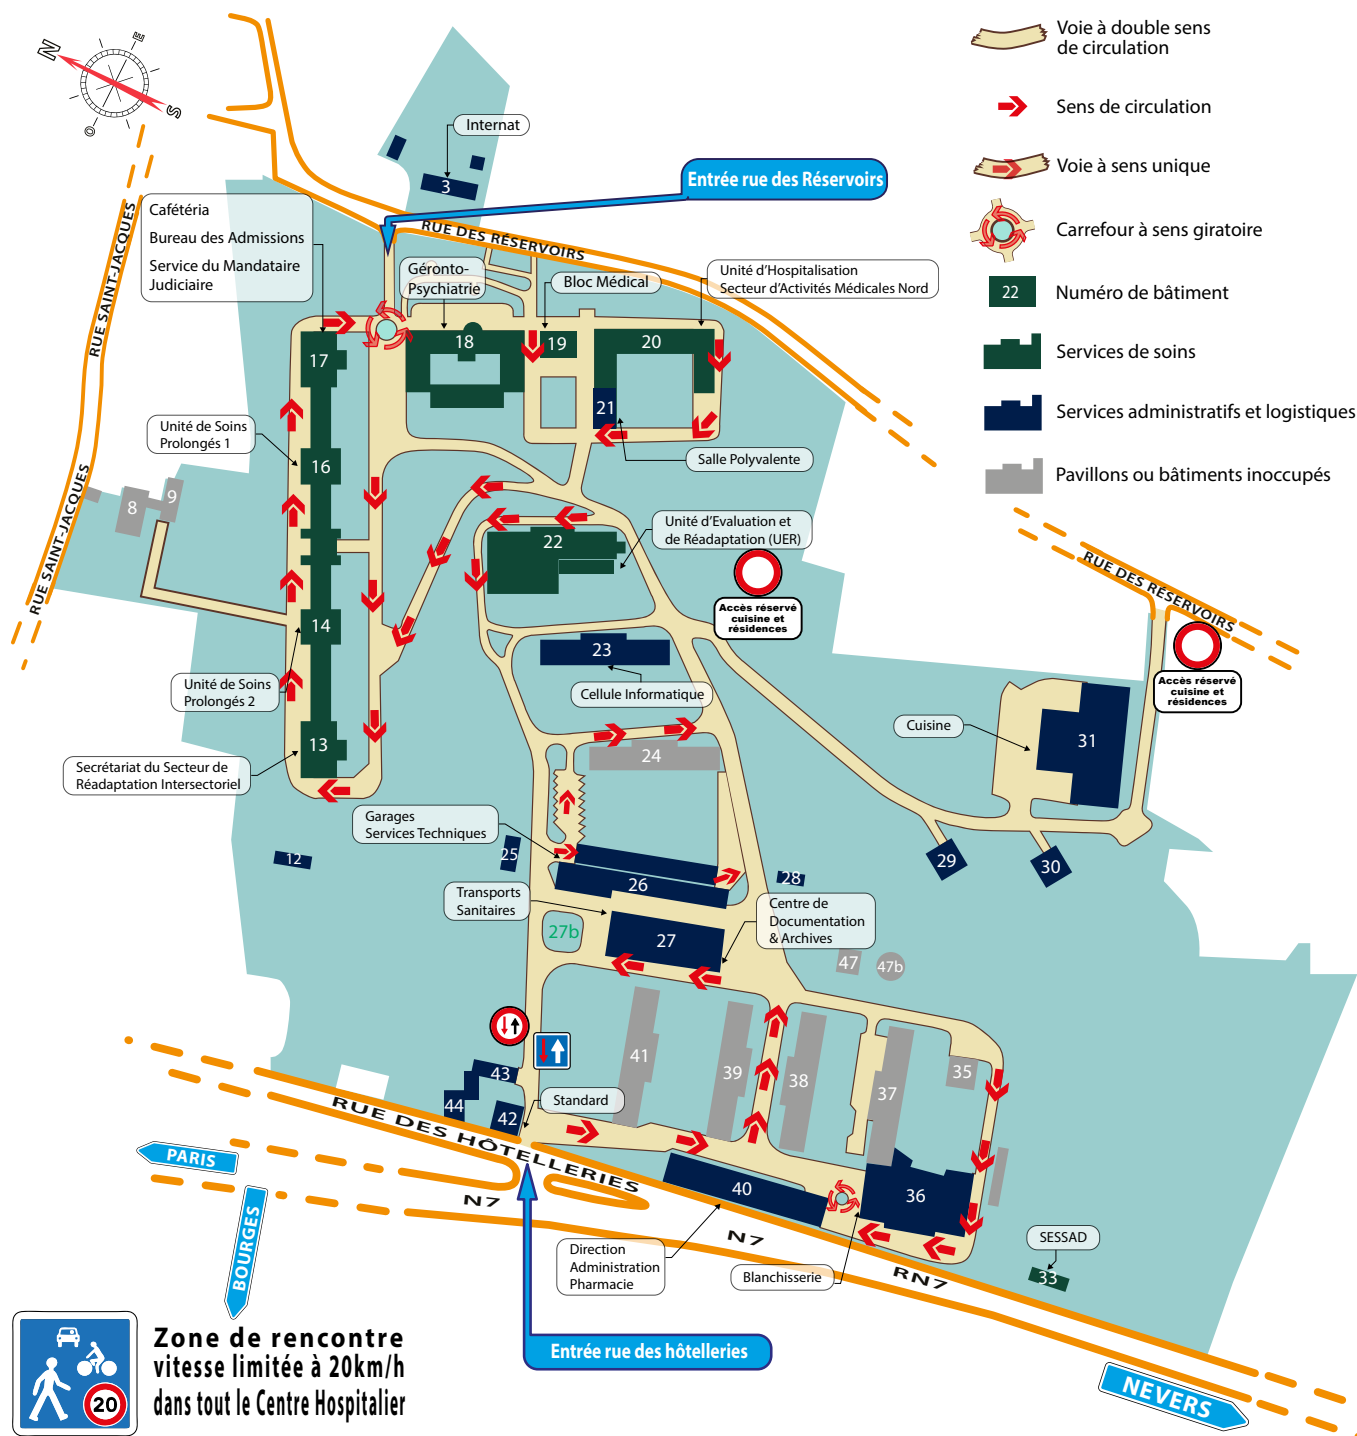 N
E
S
O
Voie à double sens
de circulation
Sens de circulation
Voie à sens unique
Carrefour à sens giratoire
22
Numéro de bâtiment
Services de soins
Services administratifs et logistiques
Pavillons ou bâtiments inoccupés
Internat
3
Entrée rue des Réservoirs
RUE DES RÉSERVOIRS
RUE SAINT-JACQUES
RUE SAINT-JACQUES
Cafétéria
Bureau des Admissions
Service du Mandataire
Judiciaire
Géronto-
Psychiatrie
Bloc Médical
Unité d'Hospitalisation
Secteur d'Activités Médicales Nord
17
18
19
20
21
Salle Polyvalente
Unité de Soins
Prolongés 1
16
8
9
22
Unité d'Evaluation et
de Réadaptation (UER)
Accès réservé
cuisine et
résidences
RUE DES RÉSERVOIRS
Accès réservé
cuisine et
résidences
14
23
Cellule Informatique
Unité de Soins
Prolongés 2
13
Secrétariat du Secteur de
Réadaptation Intersectoriel
24
Cuisine
31
Garages
Services Techniques
12
25
26
28
29
30
Transports
Sanitaires
27b
27
Centre de
Documentation
& Archives
47
47b
41
39
38
37
35
43
44
42
Standard
RUE DES HÔTELLERIES
40
36
PARIS
N7
BOURGES
N7
RN7
Direction
Administration
Pharmacie
Blanchisserie
SESSAD
33
Entrée rue des hôtelleries
NEVERS
20
Zone de rencontre
vitesse limitée à 20km/h
dans tout le Centre Hospitalier